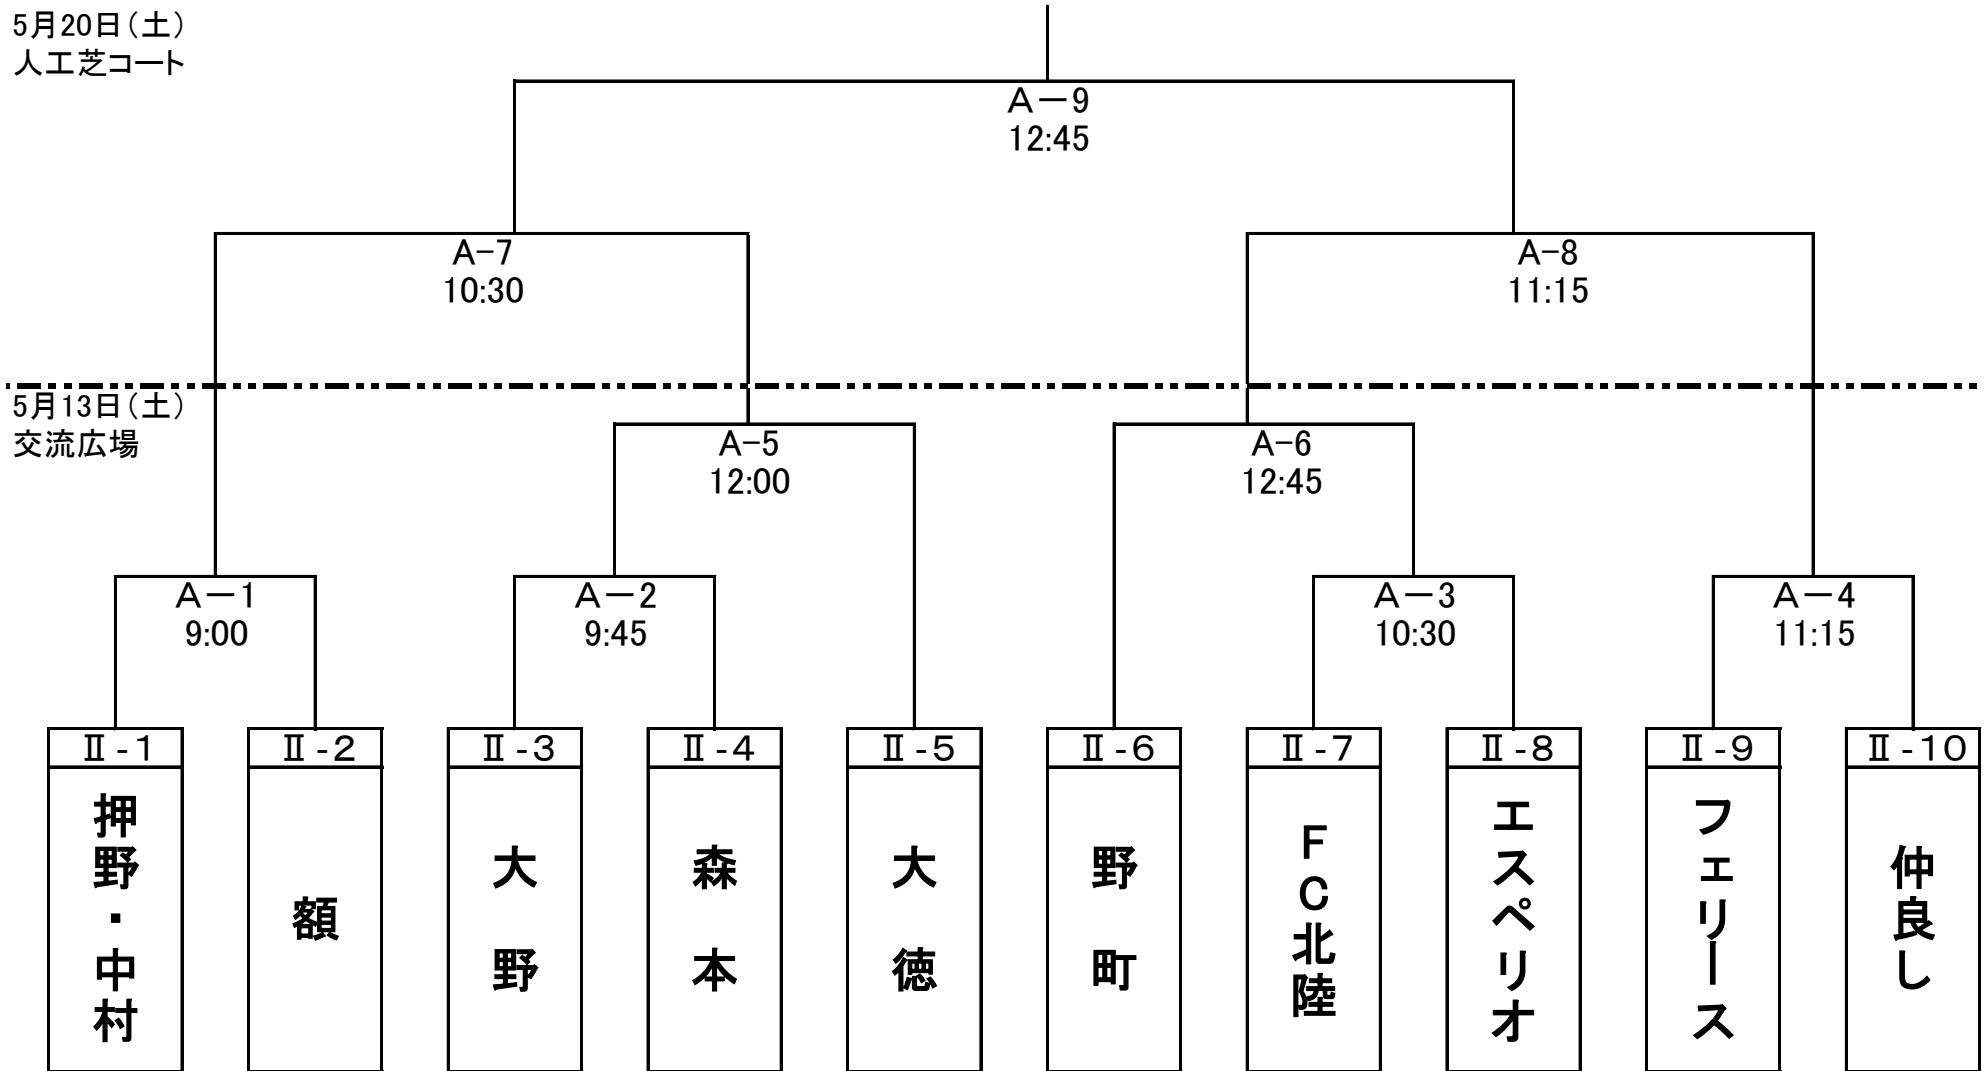 5月20日(土)
人工芝コート
A－9
12:45
A-7
10:30
A-8
11:15
5月13日(土)
交流広場
A-5
12:00
A-6
12:45
A－1
9:00
A－2
9:45
A－3
10:30
A－4
11:15
Ⅱ-1
Ⅱ-2
Ⅱ-3
Ⅱ-4
Ⅱ-5
Ⅱ-6
Ⅱ-7
Ⅱ-8
Ⅱ-9
Ⅱ-10
押野・中村
額
大野
森本
大徳
野町
FC北陸
エスペリオ
フェリース
仲良し